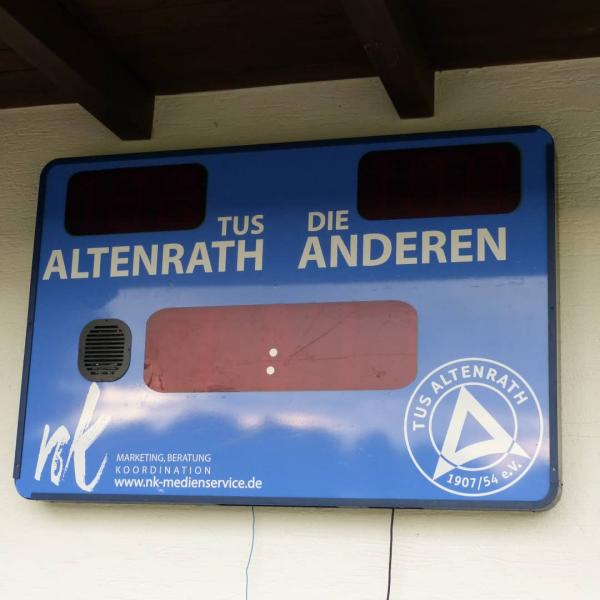 TUS
ALTENRATH
DIE
ANDEREN
:
nk
MARKETING, BERATUNG
KOORDINATION
www.nk-medienservice.de
TUS ALTENRATH
1907/54 e.V.